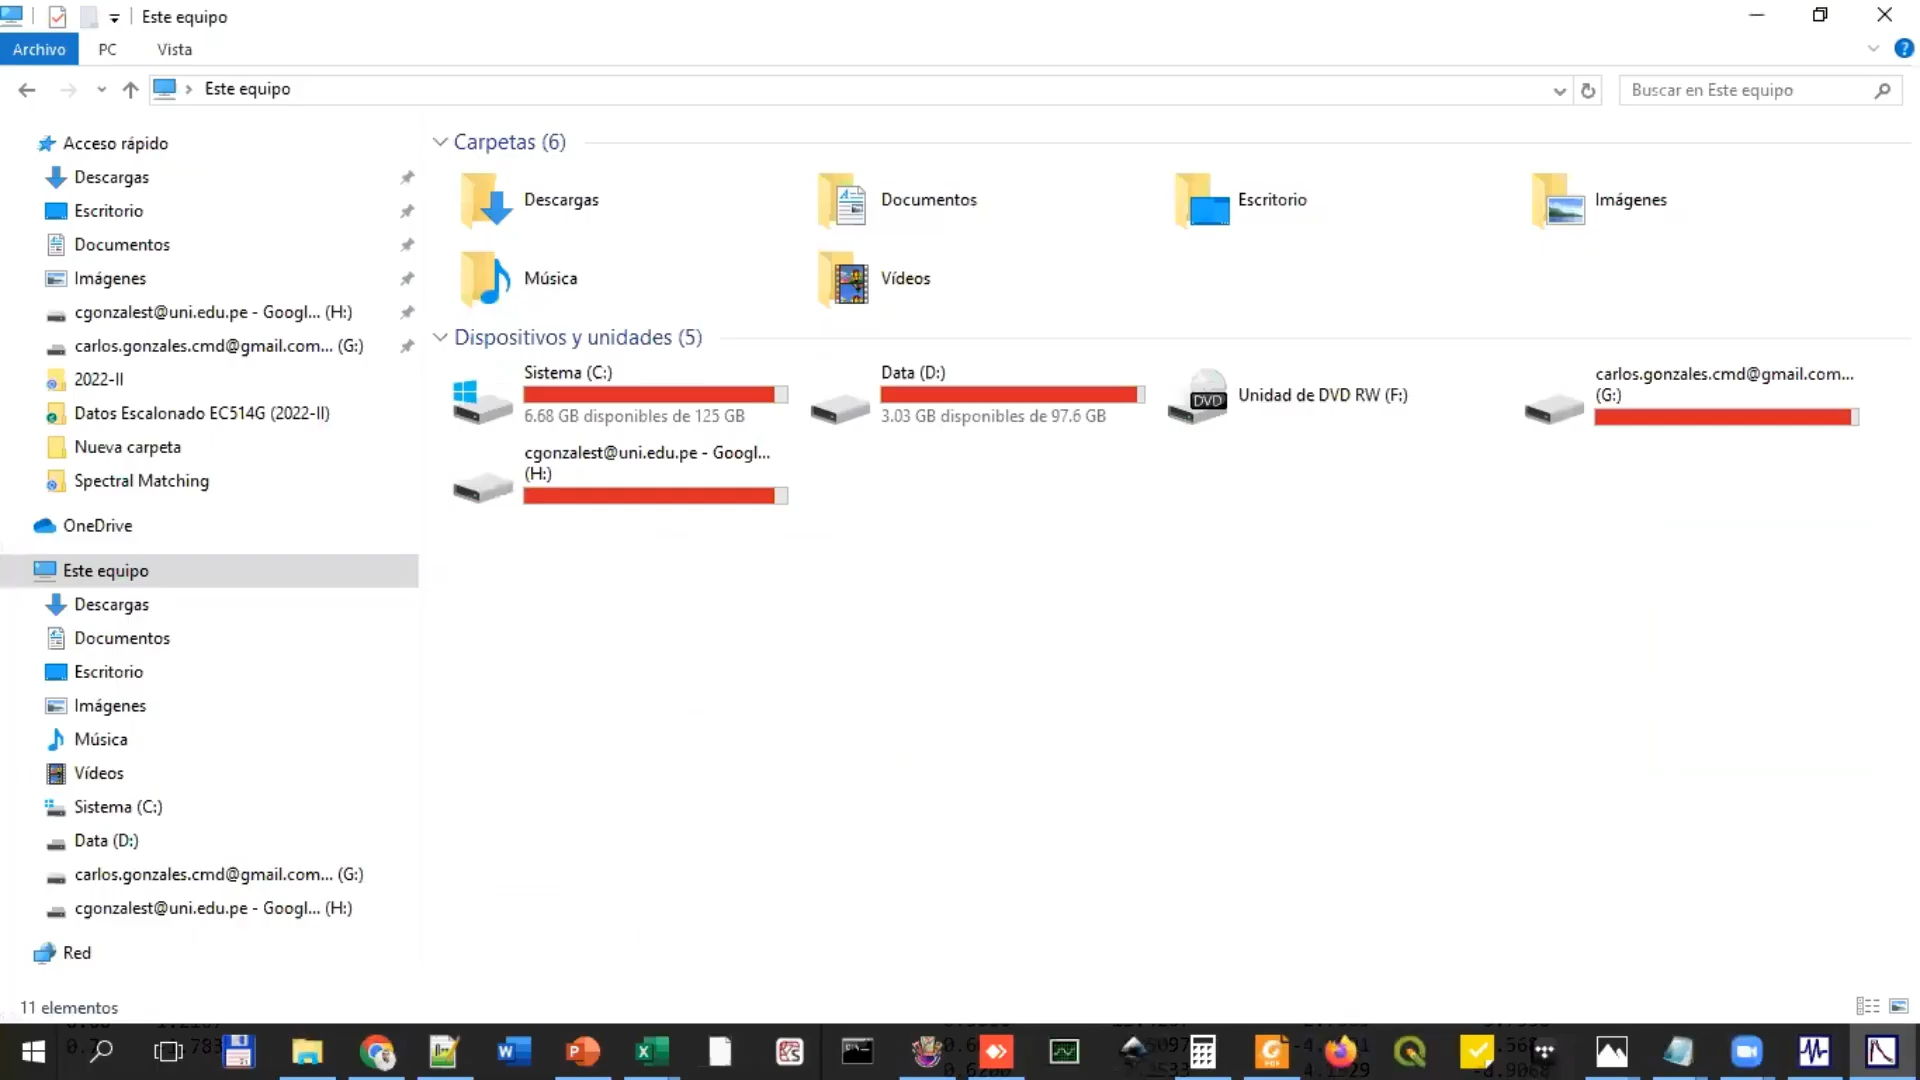 Este equipo
Archivo PC Vista
Este equipo
Buscar en Este equipo
Acceso rápido
Descargas
Escritorio
Documentos
Imágenes
cgonzalest@uni.edu.pe - Googl... (H:)
carlos.gonzales.cmd@gmail.com... (G:)
2022-II
Datos Escalonado EC514G (2022-II)
Nueva carpeta
Spectral Matching
OneDrive
Este equipo
Descargas
Documentos
Escritorio
Imágenes
Música
Vídeos
Sistema (C:)
Data (D:)
carlos.gonzales.cmd@gmail.com... (G:)
cgonzalest@uni.edu.pe - Googl... (H:)
Red
Carpetas (6)
Descargas
Documentos
Escritorio
Imágenes
Música
Vídeos
Dispositivos y unidades (5)
Sistema (C:)
6.68 GB disponibles de 125 GB
Data (D:)
3.03 GB disponibles de 97.6 GB
DVD
Unidad de DVD RW (F:)
carlos.gonzales.cmd@gmail.com...
(G:)
cgonzalest@uni.edu.pe - Googl...
(H:)
11 elementos